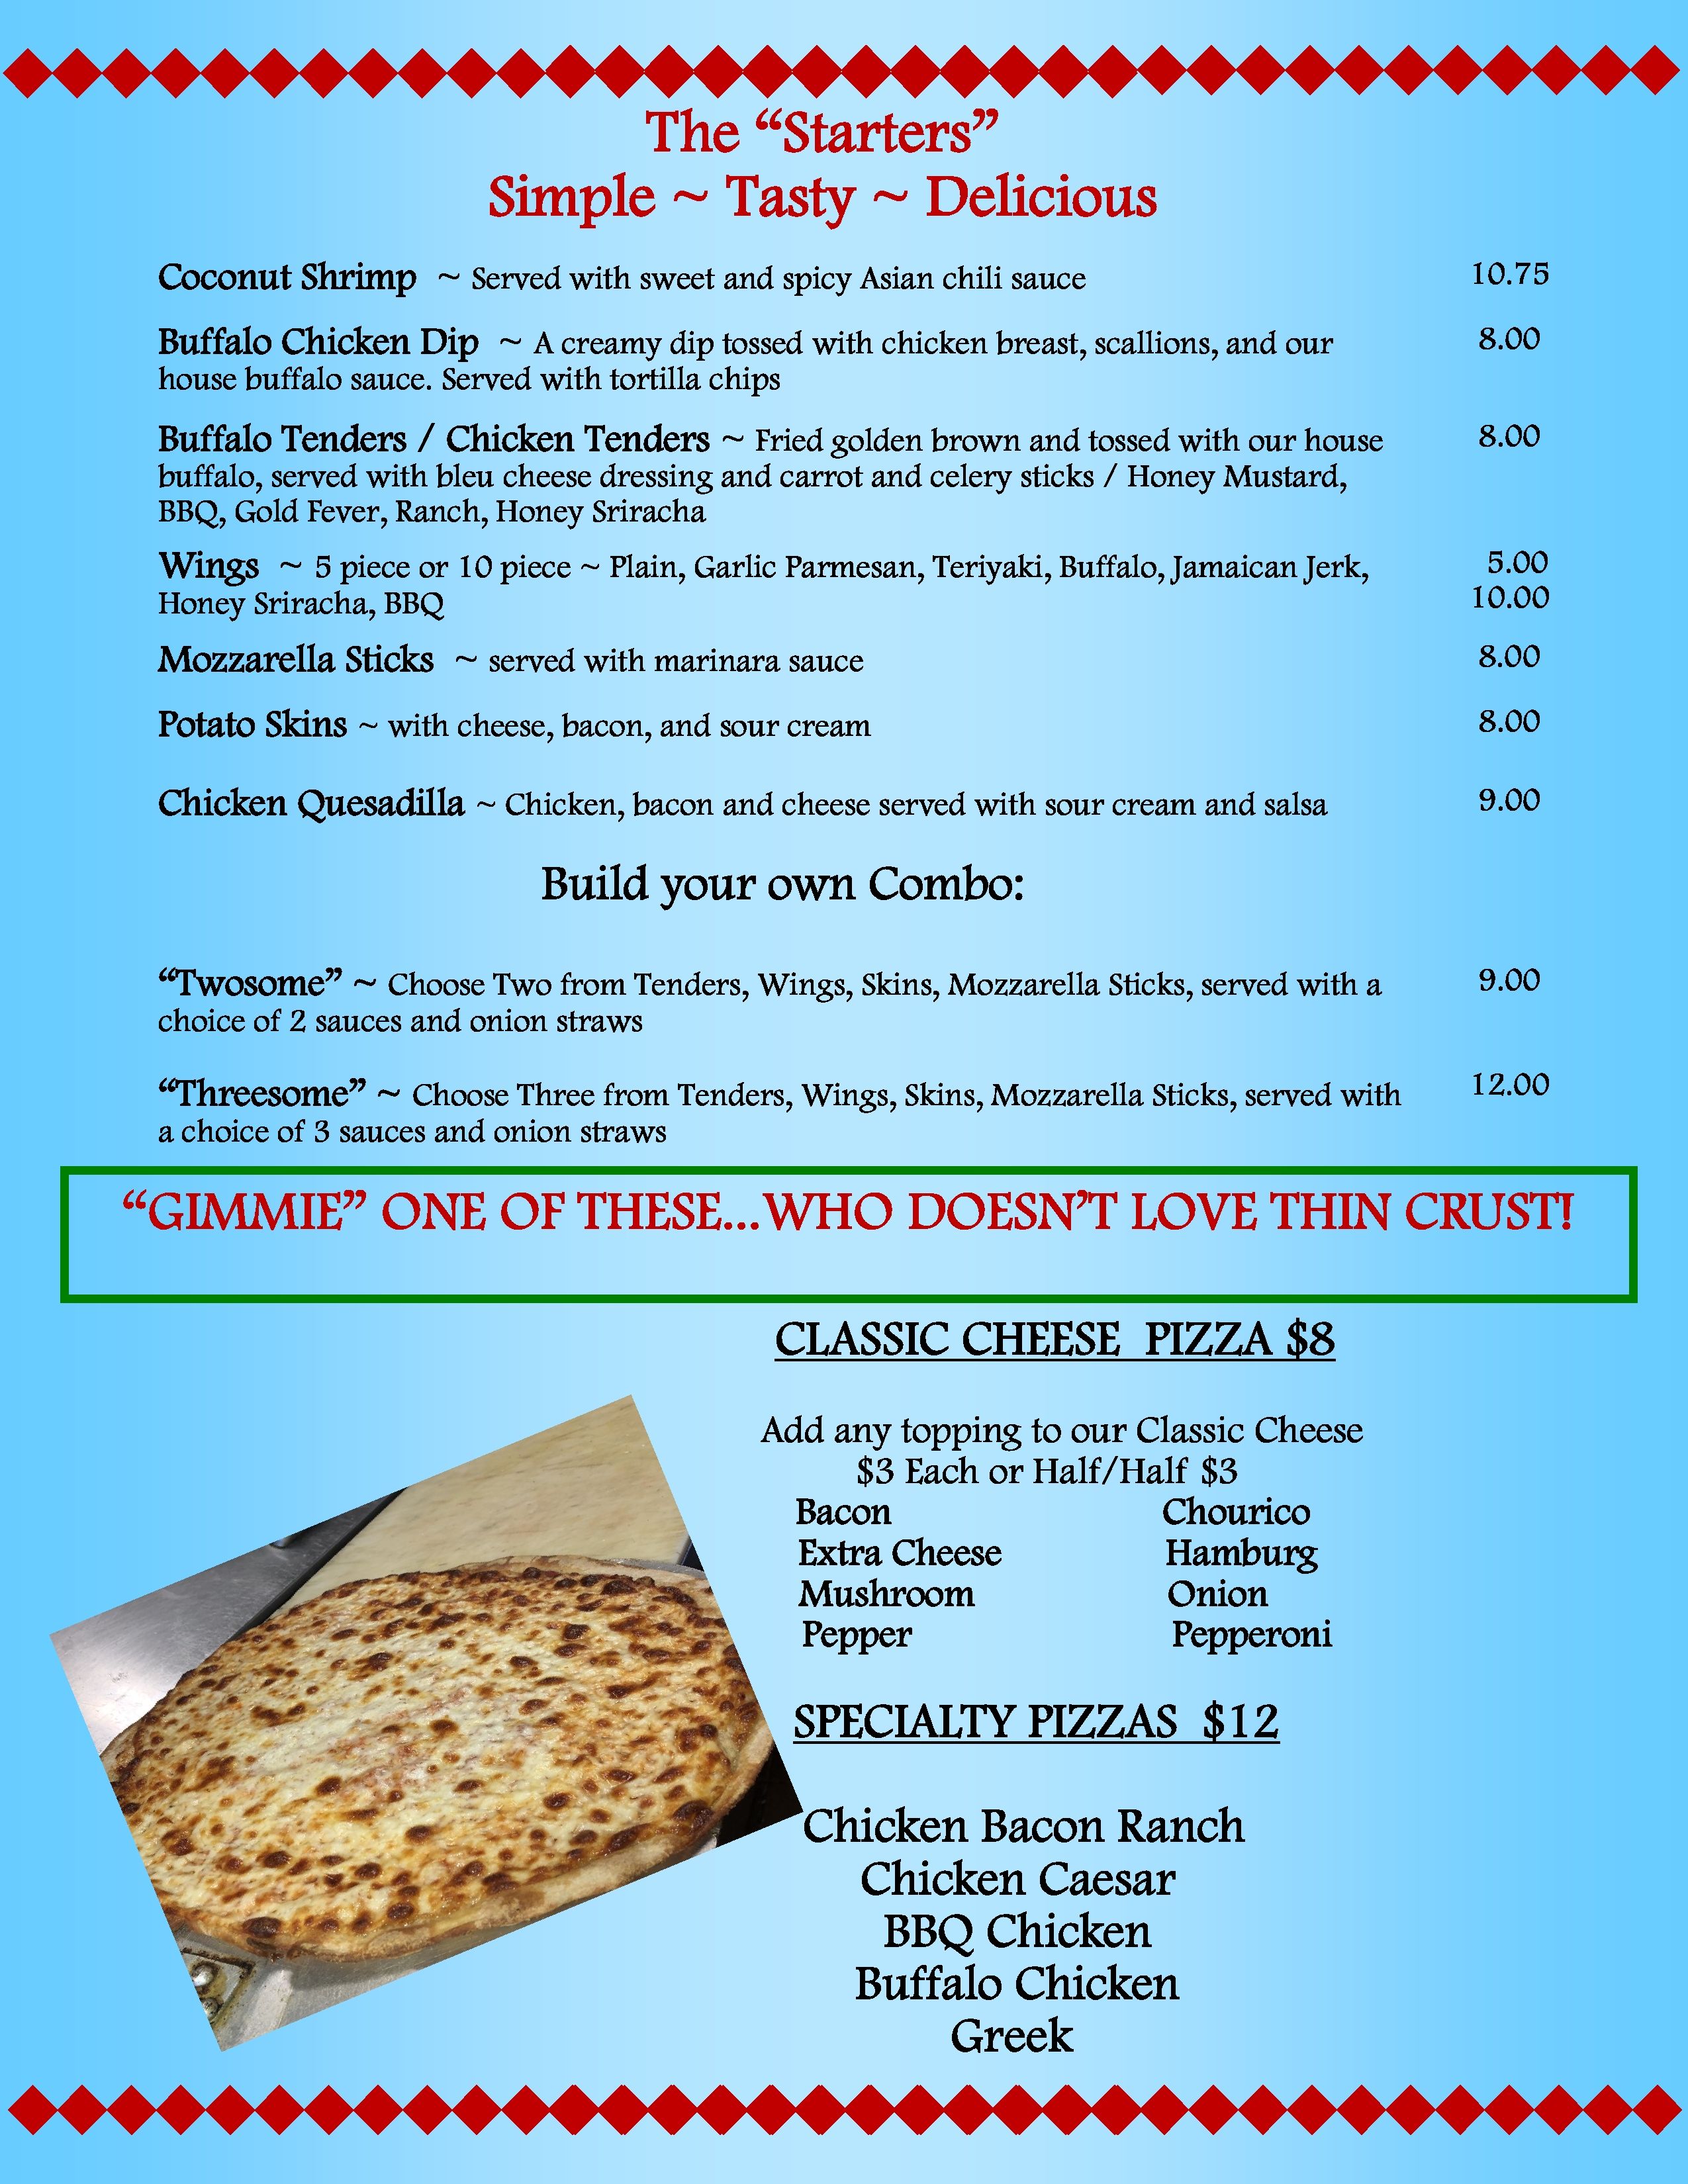 The “Starters”
Simple ~ Tasty ~ Delicious
Coconut Shrimp ~ Served with sweet and spicy Asian chili sauce 10.75
Buffalo Chicken Dip ~ A creamy dip tossed with chicken breast, scallions, and our 8.00
house buffalo sauce. Served with tortilla chips
Buffalo Tenders / Chicken Tenders ~ Fried golden brown and tossed with our house 8.00
buffalo, served with bleu cheese dressing and carrot and celery sticks / Honey Mustard,
BBQ, Gold Fever, Ranch, Honey Sriracha
Wings ~ 5 piece or 10 piece ~ Plain, Garlic Parmesan, Teriyaki, Buffalo, Jamaican Jerk, 5.00
Honey Sriracha, BBQ 10.00
Mozzarella Sticks ~ served with marinara sauce 8.00
Potato Skins ~ with cheese, bacon, and sour cream 8.00
Chicken Quesadilla ~ Chicken, bacon and cheese served with sour cream and salsa 9.00
Build your own Combo:
“Twosome” ~ Choose Two from Tenders, Wings, Skins, Mozzarella Sticks, served with a 9.00
choice of 2 sauces and onion straws
“Threesome” ~ Choose Three from Tenders, Wings, Skins, Mozzarella Sticks, served with 12.00
a choice of 3 sauces and onion straws
“GIMMIE” ONE OF THESE...WHO DOESN’T LOVE THIN CRUST!
CLASSIC CHEESE PIZZA $8
Add any topping to our Classic Cheese
$3 Each or Half/Half $3
Bacon Chourico
Extra Cheese Hamburg
Mushroom Onion
Pepper Pepperoni
SPECIALTY PIZZAS $12
Chicken Bacon Ranch
Chicken Caesar
BBQ Chicken
Buffalo Chicken
Greek